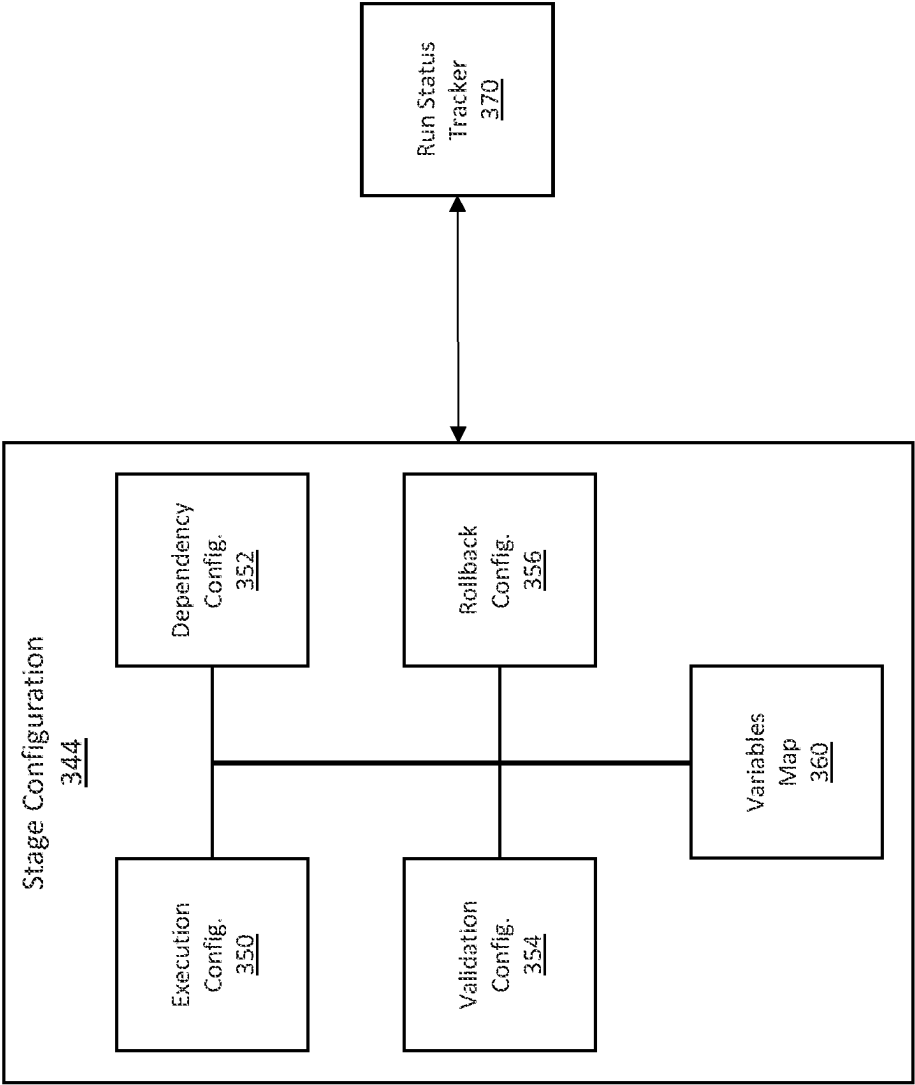 Stage Configuration
344
Execution
Config.
350
Dependency
Config.
352
Validation
Config.
354
Rollback
Config.
356
Variables
Map
360
Run Status
Tracker
370